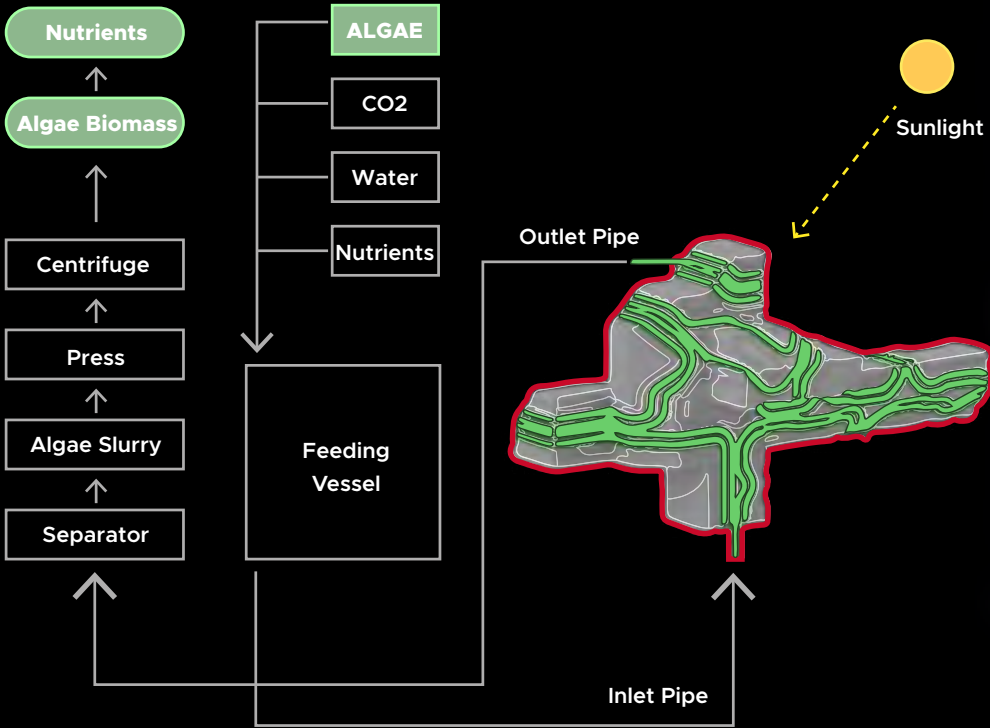 Nutrients
Algae Biomass
Centrifuge
Press
Algae Slurry
Separator
ALGAE
CO2
Water
Nutrients
Feeding
Vessel
Outlet Pipe
Sunlight
Inlet Pipe